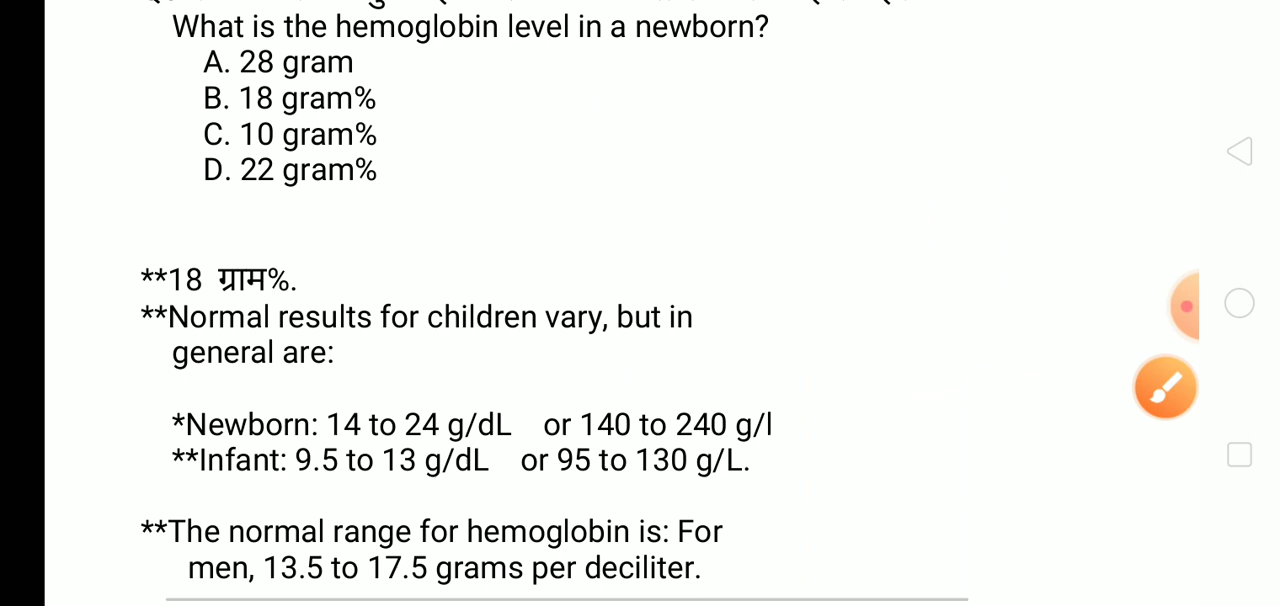 What is the hemoglobin level in a newborn?
A. 28 gram
B. 18 gram%
C. 10 gram%
D. 22 gram%
**18 ग्राम%.
**Normal results for children vary, but in
general are:
*Newborn: 14 to 24 g/dL or 140 to 240 g/l
**Infant: 9.5 to 13 g/dL or 95 to 130 g/L.
**The normal range for hemoglobin is: For
men, 13.5 to 17.5 grams per deciliter.